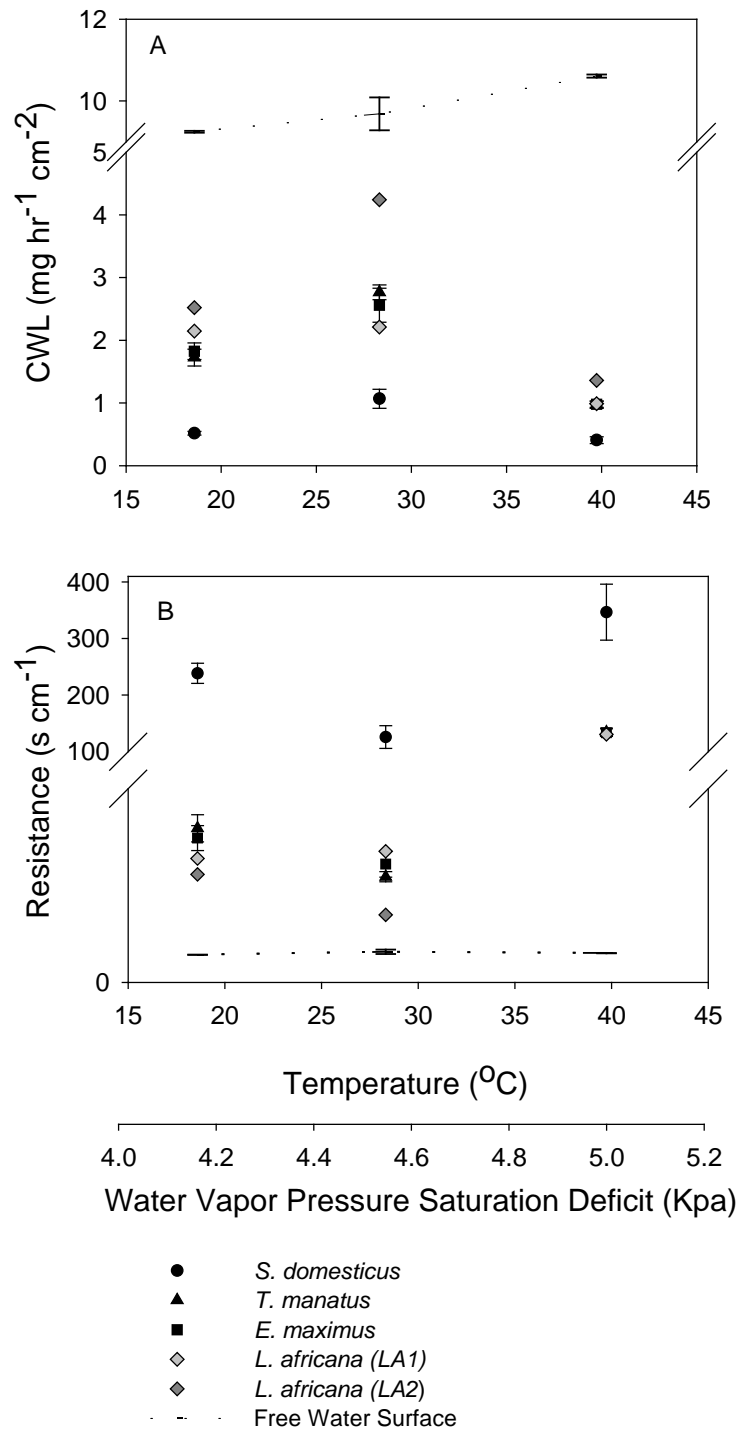 A
12
10
5
4
3
2
1
0
CWL (mg hr⁻¹ cm⁻²)
15 20 25 30 35 40 45
B
400
300
200
100
0
Resistance (s cm⁻¹)
15 20 25 30 35 40 45
Temperature (ᴼC)
4.0 4.2 4.4 4.6 4.8 5.0 5.2
Water Vapor Pressure Saturation Deficit (Kpa)
S. domesticus
T. manatus
E. maximus
L. africana (LA1)
L. africana (LA2)
Free Water Surface